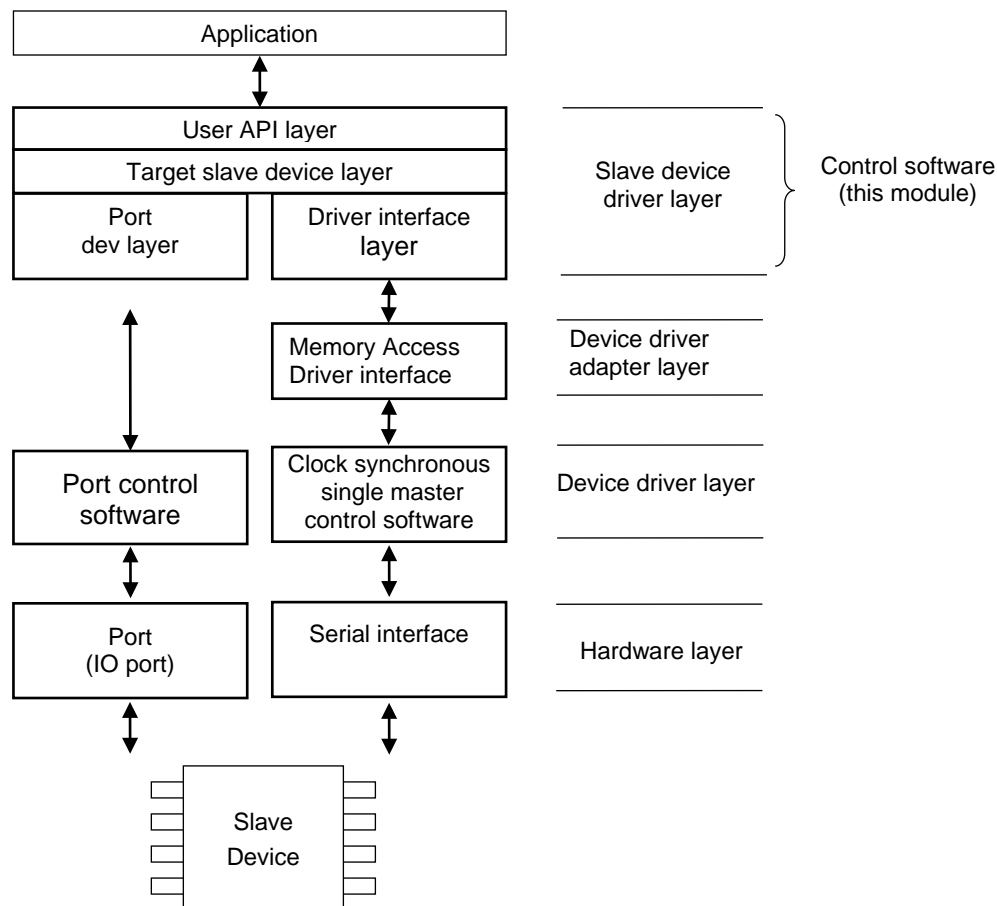 Application
User API layer
Target slave device layer
Port
dev layer
Driver interface
layer
Slave device
driver layer
Control software
(this module)
Memory Access
Driver interface
Device driver
adapter layer
Port control
software
Clock synchronous
single master
control software
Device driver layer
Port
(IO port)
Serial interface
Hardware layer
Slave
Device